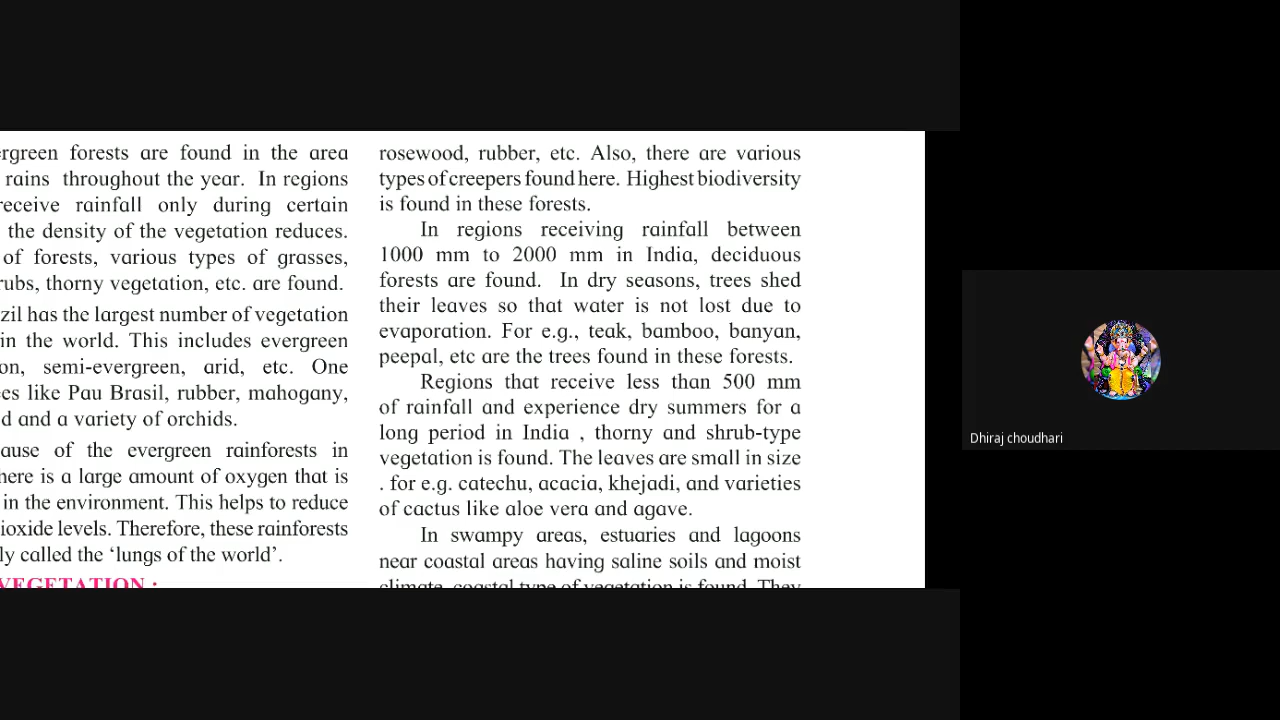 ergreen forests are found in the area
rains throughout the year. In regions
receive rainfall only during certain
the density of the vegetation reduces.
of forests, various types of grasses,
rubs, thorny vegetation, etc. are found.
zil has the largest number of vegetation
in the world. This includes evergreen
on, semi-evergreen, arid, etc. One
es like Pau Brasil, rubber, mahogany,
d and a variety of orchids.
ause of the evergreen rainforests in
here is a large amount of oxygen that is
in the environment. This helps to reduce
ioxide levels. Therefore, these rainforests
ly called the ‘lungs of the world’.
VEGETATION :
rosewood, rubber, etc. Also, there are various
types of creepers found here. Highest biodiversity
is found in these forests.
In regions receiving rainfall between
1000 mm to 2000 mm in India, deciduous
forests are found. In dry seasons, trees shed
their leaves so that water is not lost due to
evaporation. For e.g., teak, bamboo, banyan,
peepal, etc are the trees found in these forests.
Regions that receive less than 500 mm
of rainfall and experience dry summers for a
long period in India , thorny and shrub-type
vegetation is found. The leaves are small in size
. for e.g. catechu, acacia, khejadi, and varieties
of cactus like aloe vera and agave.
In swampy areas, estuaries and lagoons
near coastal areas having saline soils and moist
climate, coastal type of vegetation is found. They
Dhiraj choudhari